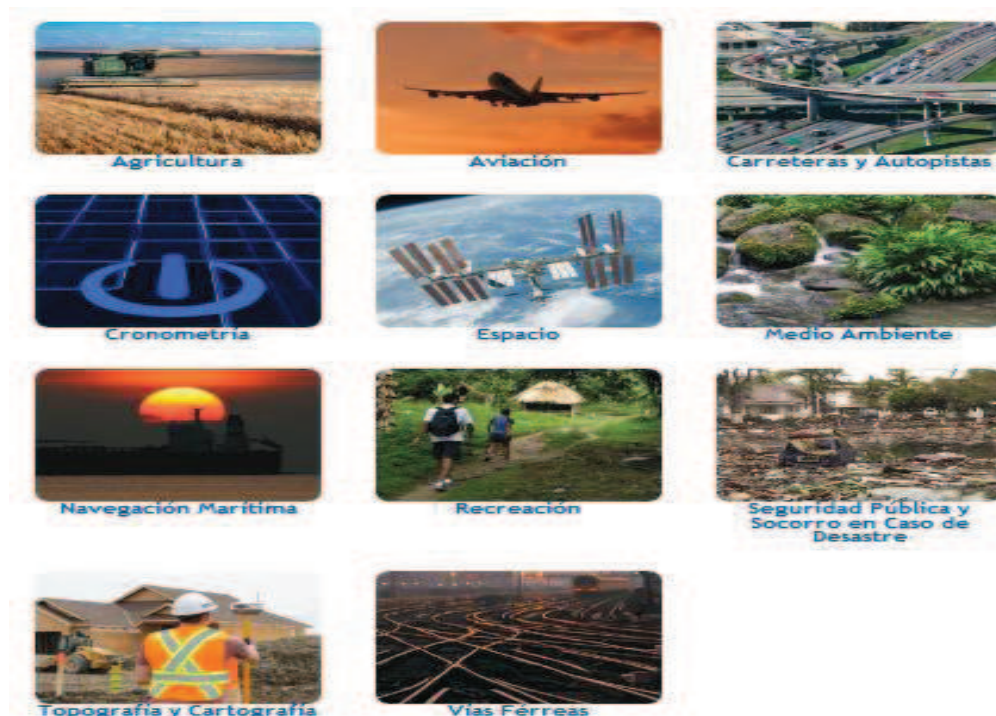 Agricultura
Aviación
Carreteras y Autopistas
Cronometría
Espacio
Medio Ambiente
Navegación Marítima
Recreación
Seguridad Pública y
Socorro en Caso de
Desastre
Topografía y Cartografía
Vías Férreas